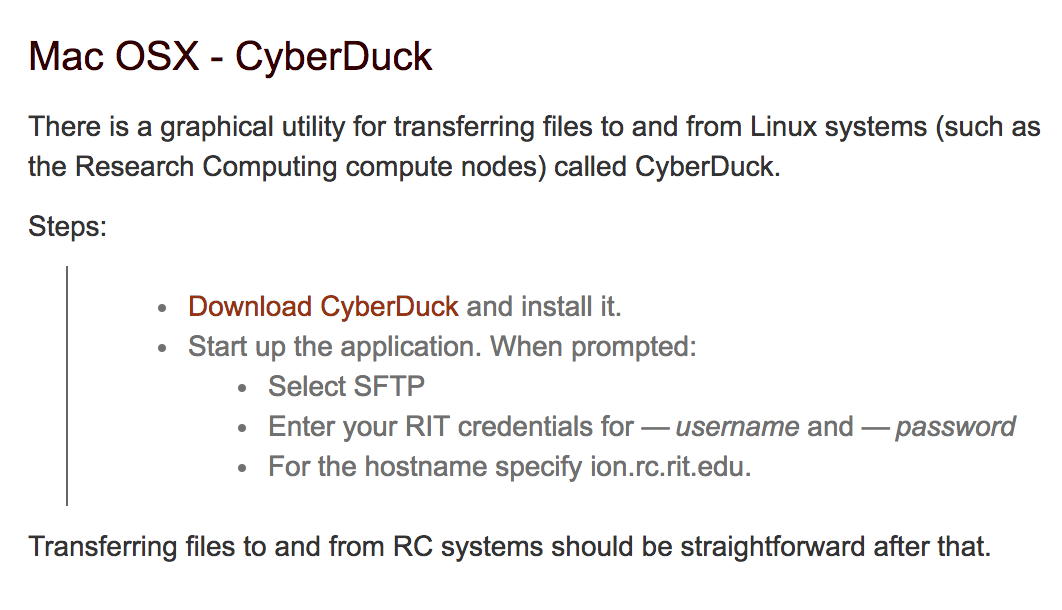 Mac OSX - CyberDuck
There is a graphical utility for transferring files to and from Linux systems (such as
the Research Computing compute nodes) called CyberDuck.
Steps:
• Download CyberDuck and install it.
• Start up the application. When prompted:
• Select SFTP
• Enter your RIT credentials for — username and — password
• For the hostname specify ion.rc.rit.edu.
Transferring files to and from RC systems should be straightforward after that.